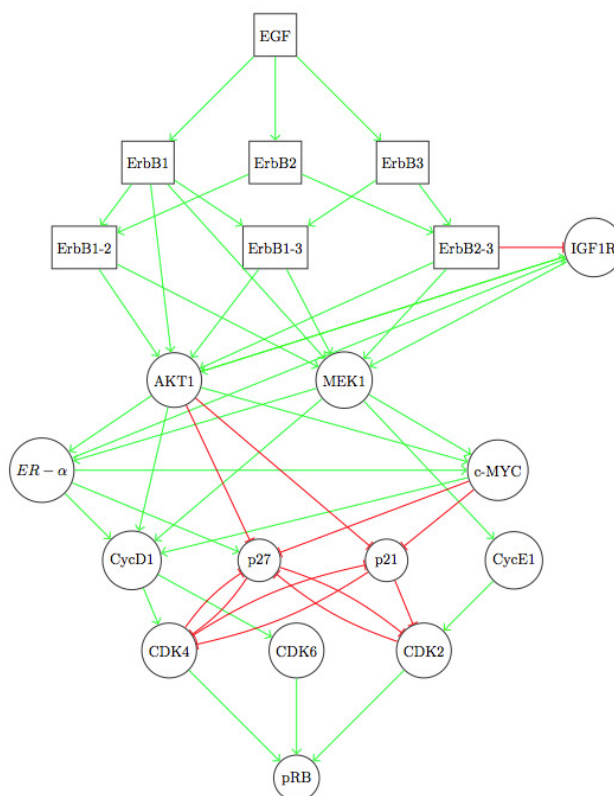 EGF
ErbB1 ErbB2 ErbB3
ErbB1-2 ErbB1-3 ErbB2-3 IGF1R
AKT1 MEK1
ER − α c-MYC
CycD1 p27 p21 CycE1
CDK4 CDK6 CDK2
pRB